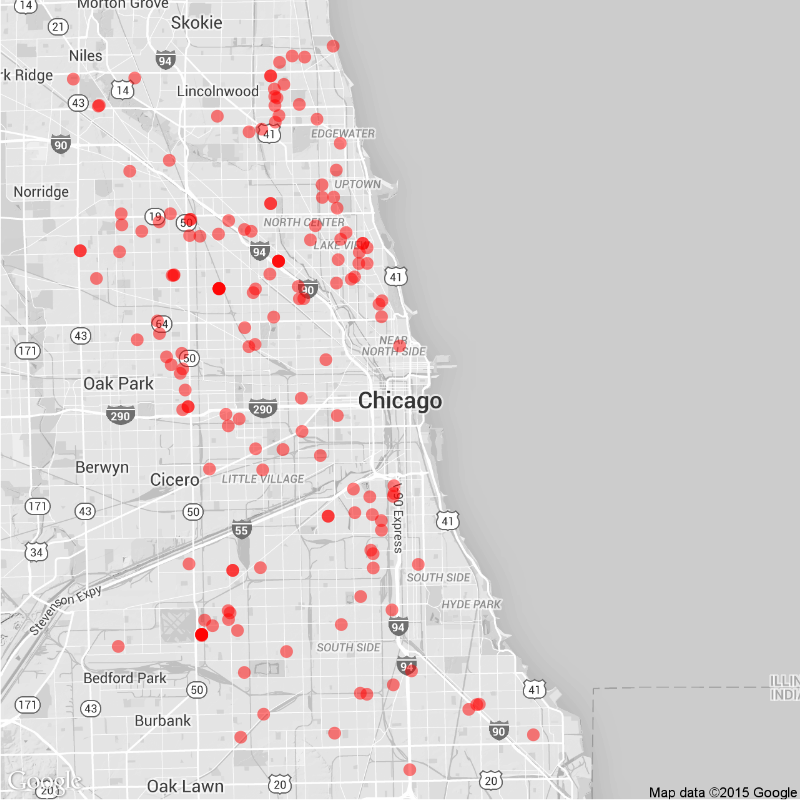 14
Morton Grove
21
Skokie
Niles
94
rk Ridge
14
Lincolnwood
43
41
EDGEWATER
90
Norridge
UPTOWN
19
50
NORTH CENTER
LAKE VIEW
94
41
90
64
43
171
50
NEAR
NORTH SIDE
Oak Park
290
290
Chicago
Berwyn
Cicero
LITTLE VILLAGE
171
43
50
55
90 Express
41
34
SOUTH SIDE
Stevenson Expy
HYDE PARK
94
SOUTH SIDE
94
Bedford Park
50
41
ILLIN
INDIA
171
43
Burbank
90
Google
20
Oak Lawn
20
20
Map data ©2015 Google